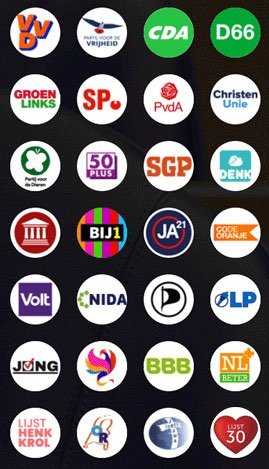 VVD
PARTIJ VOOR DE
VRIJHEID
CDA
D66
GROEN
LINKS
SP.
PvdA
Christen
Unie
Partij voor
de Dieren
50
PLUS
SGP
DENK
BIJ1
JA21
CODE
ORANJE
Volt
NIDA
LP
JONG
BBB
NL
BETER
LIJST
HENK
KROL
LIJST
30